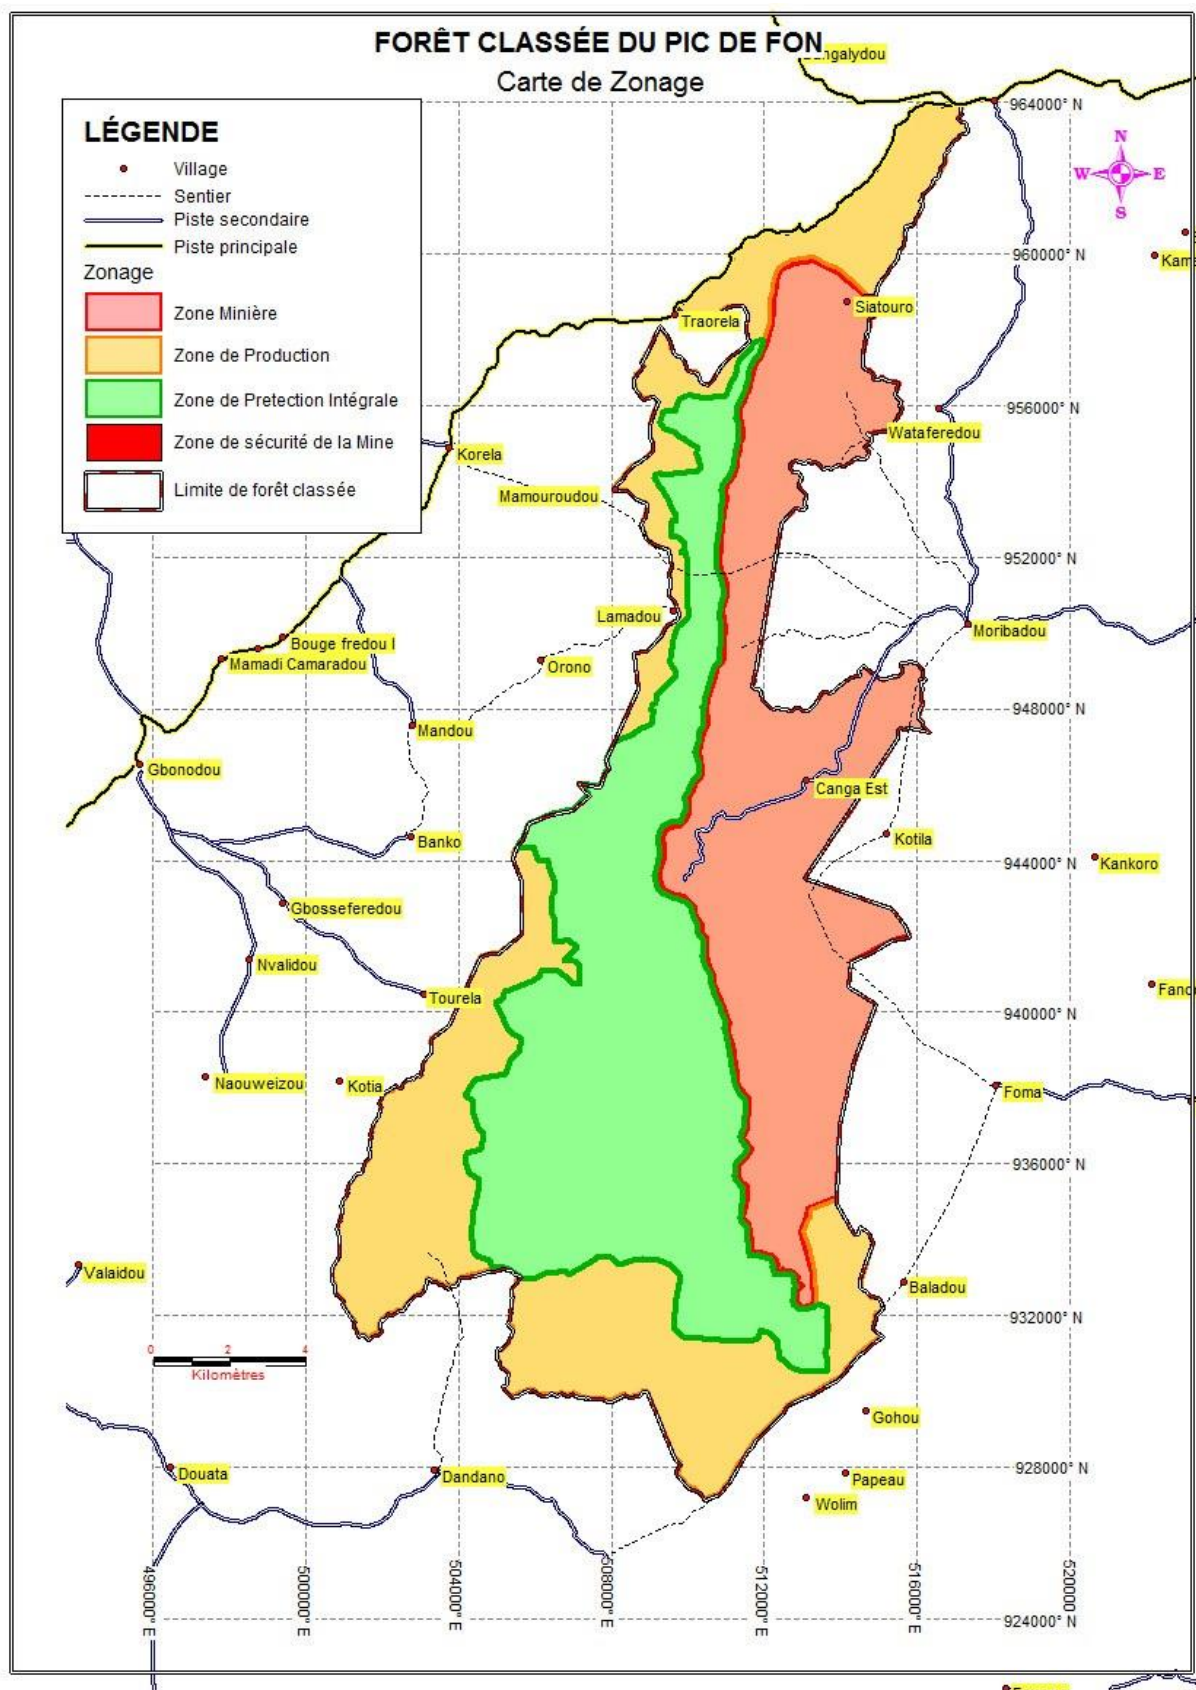 FORÊT CLASSÉE DU PIC DE FON
Carte de Zonage
LÉGENDE
Village
Sentier
Piste secondaire
Piste principale
Zonage
Zone Minière
Zone de Production
Zone de Pretection Intégrale
Zone de sécurité de la Mine
Limite de forêt classée
ngalydou
964000° N
N
W
E
S
960000° N
Kama
Siatouro
Traorela
956000° N
Wataferedou
Korela
Mamouroudou
952000° N
Lamadou
Moribadou
Bouge fredou I
Mamadi Camaradou
Orono
948000° N
Mandou
Gbonodou
Canga Est
Banko
Kotila
944000° N
Kankoro
Gbosseferedou
Nvalidou
Tourela
Fano
940000° N
Naouweizou
Kotia
Foma
936000° N
Valaidou
Baladou
932000° N
0 2 4
Kilomètres
Gohou
928000° N
Douata
Dandano
Papeau
Wolim
496000° E
500000° E
504000° E
508000° E
512000° E
516000° E
520000
924000° N